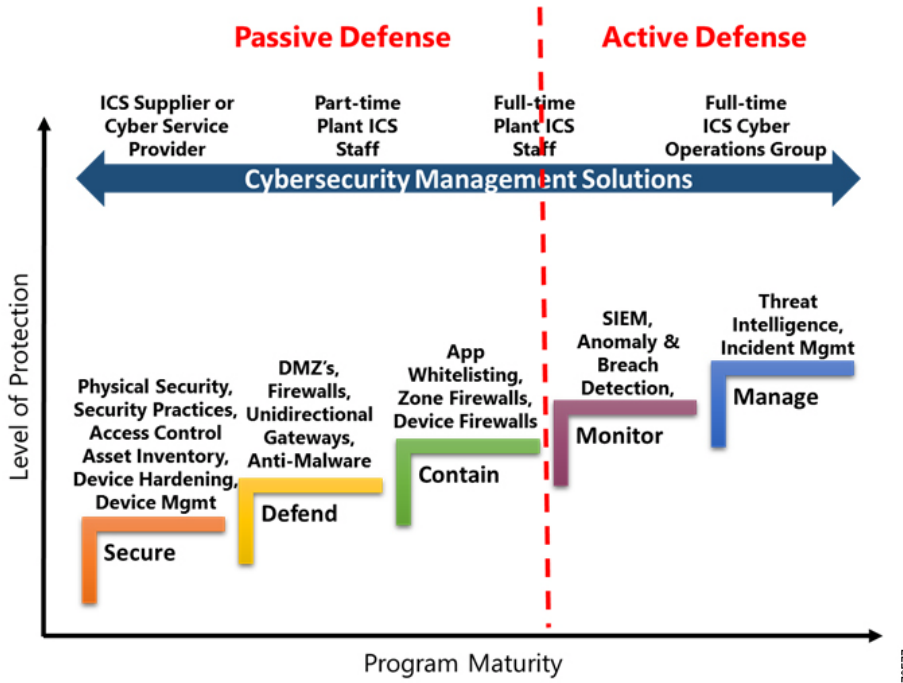 Passive Defense
Active Defense
ICS Supplier or
Cyber Service
Provider
Part-time
Plant ICS
Staff
Full-time
Plant ICS
Staff
Full-time
ICS Cyber
Operations Group
Cybersecurity Management Solutions
Level of Protection
Physical Security,
Security Practices,
Access Control
Asset Inventory,
Device Hardening,
Device Mgmt
Secure
DMZ's,
Firewalls,
Unidirectional
Gateways,
Anti-Malware
Defend
App
Whitelisting,
Zone Firewalls,
Device Firewalls
Contain
SIEM,
Anomaly &
Breach
Detection,
Monitor
Threat
Intelligence,
Incident Mgmt
Manage
Program Maturity